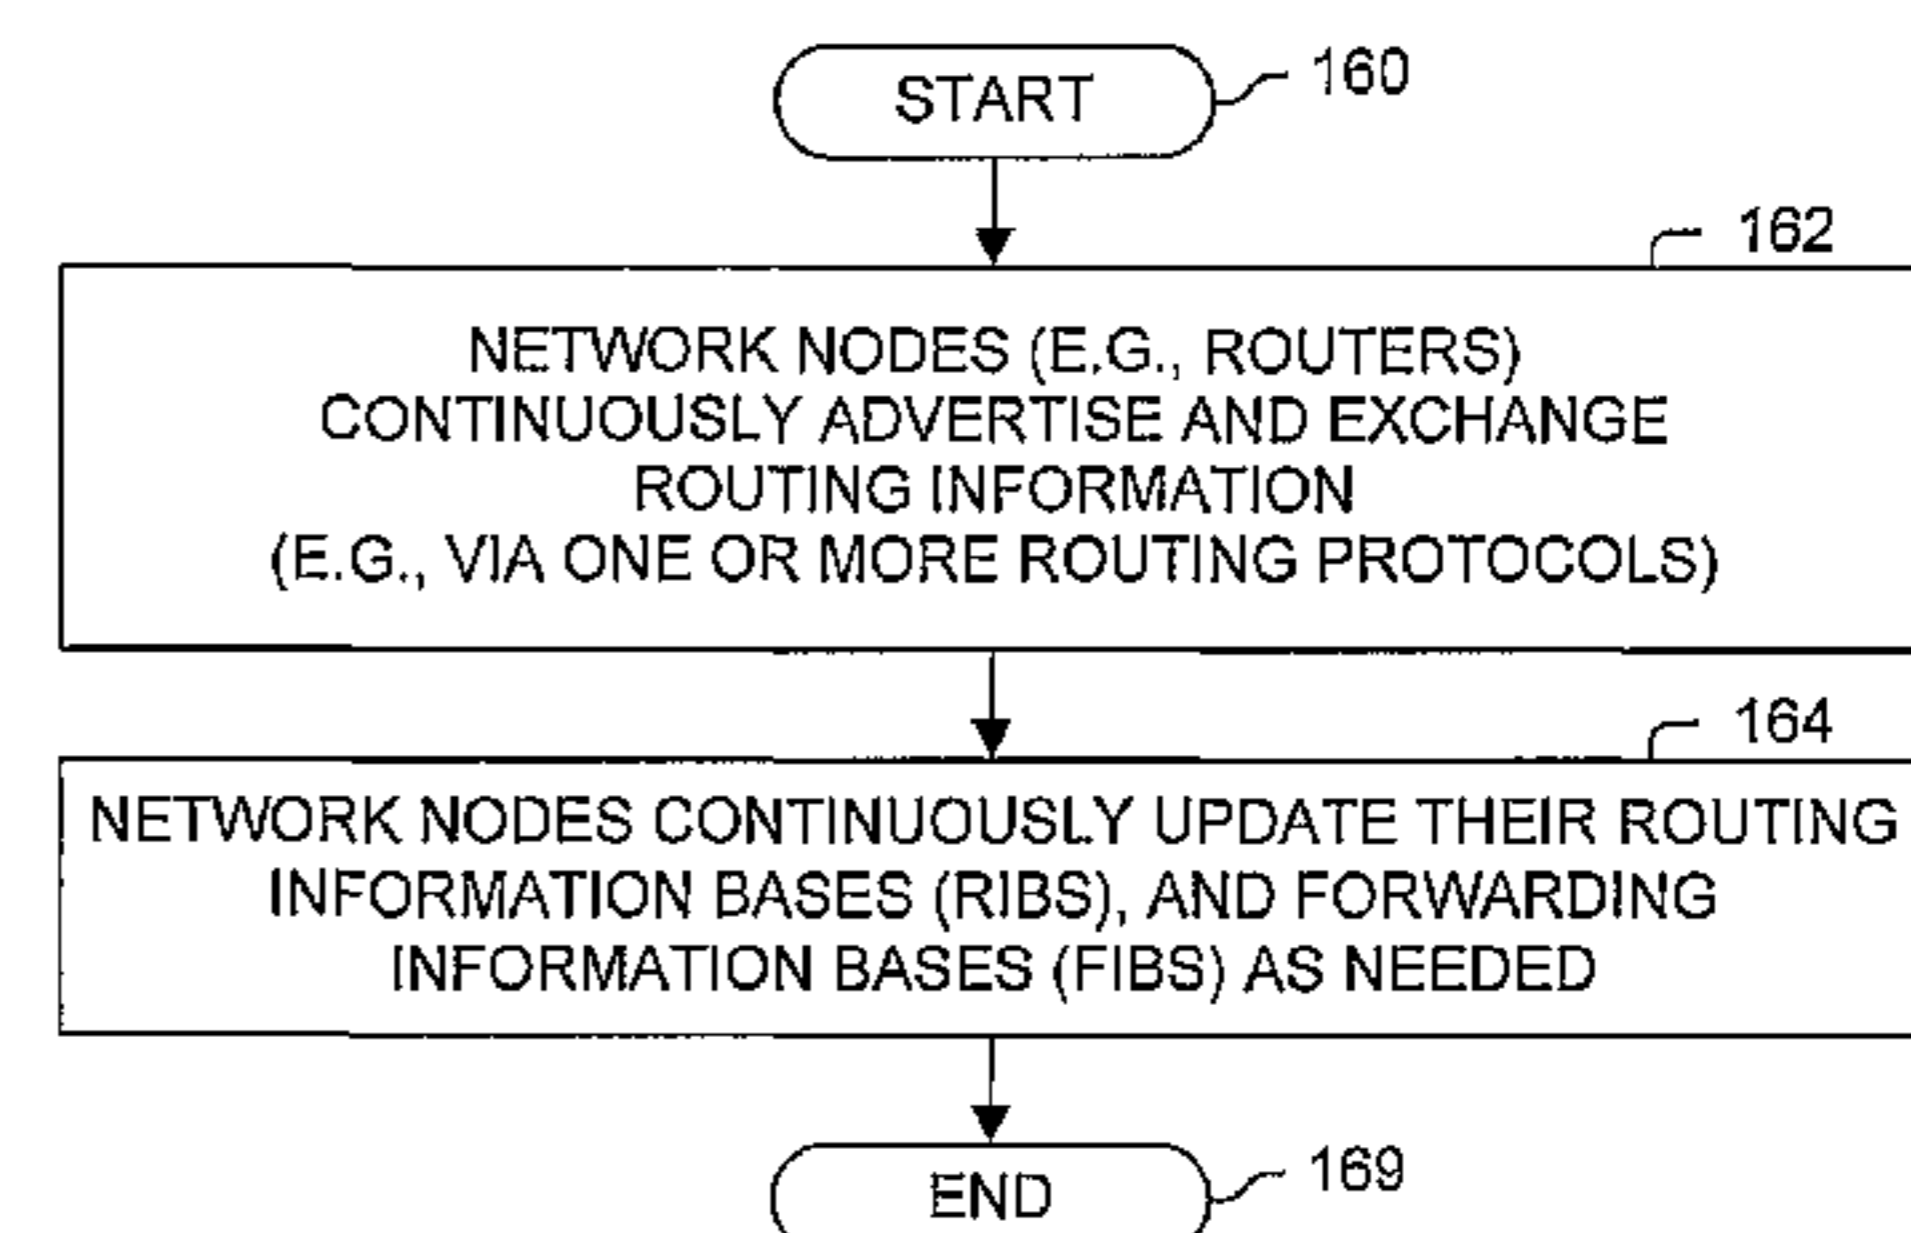 START
160
162
NETWORK NODES (E.G., ROUTERS)
CONTINUOUSLY ADVERTISE AND EXCHANGE
ROUTING INFORMATION
(E.G., VIA ONE OR MORE ROUTING PROTOCOLS)
164
NETWORK NODES CONTINUOUSLY UPDATE THEIR ROUTING
INFORMATION BASES (RIBS), AND FORWARDING
INFORMATION BASES (FIBS) AS NEEDED
END
169